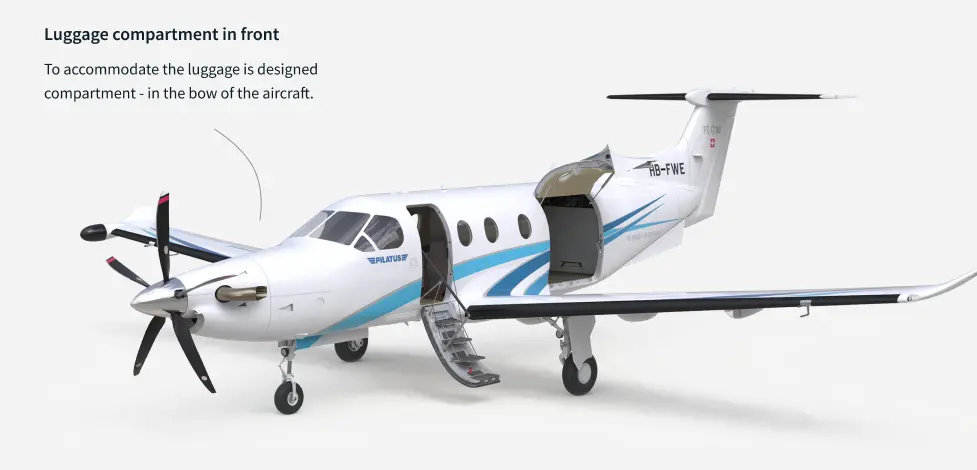 Luggage compartment in front
To accommodate the luggage is designed
compartment - in the bow of the aircraft.
HB-FWE
PILATUS